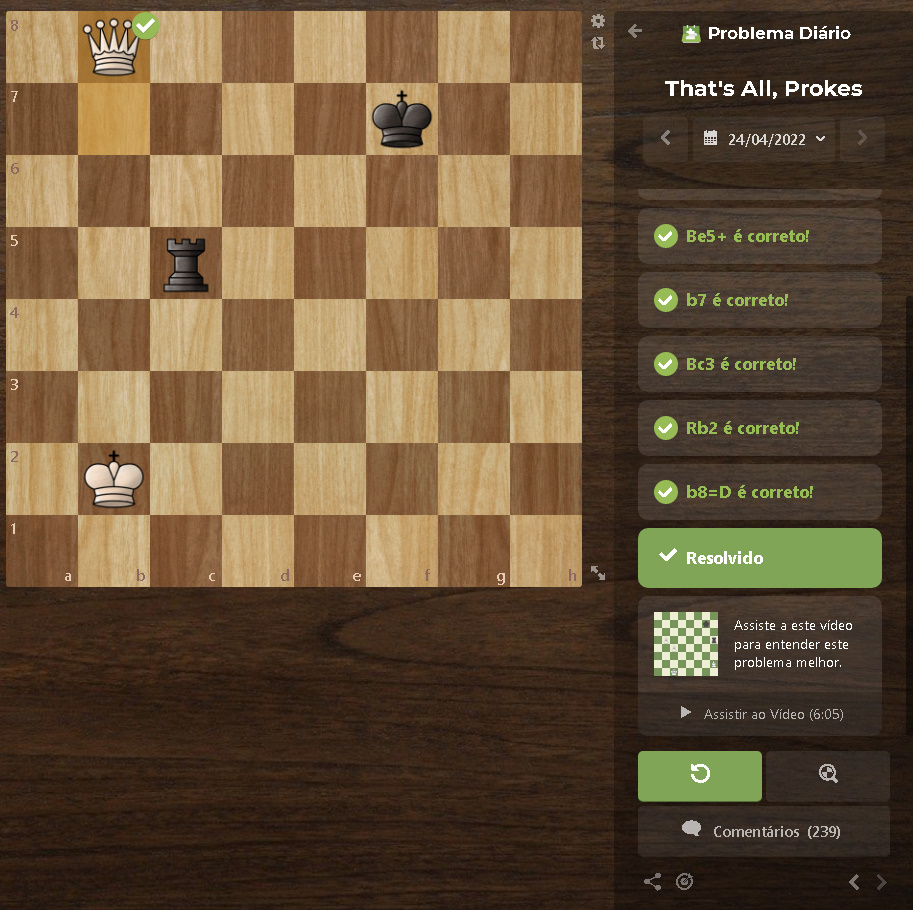 8
7
6
5
4
3
2
1
a b c d e f g h
Problema Diário
That's All, Prokes
24/04/2022
Be5+ é correto!
b7 é correto!
Bc3 é correto!
Rb2 é correto!
b8=D é correto!
Resolvido
Assiste a este vídeo
para entender este
problema melhor.
Assistir ao Vídeo (6:05)
Comentários (239)